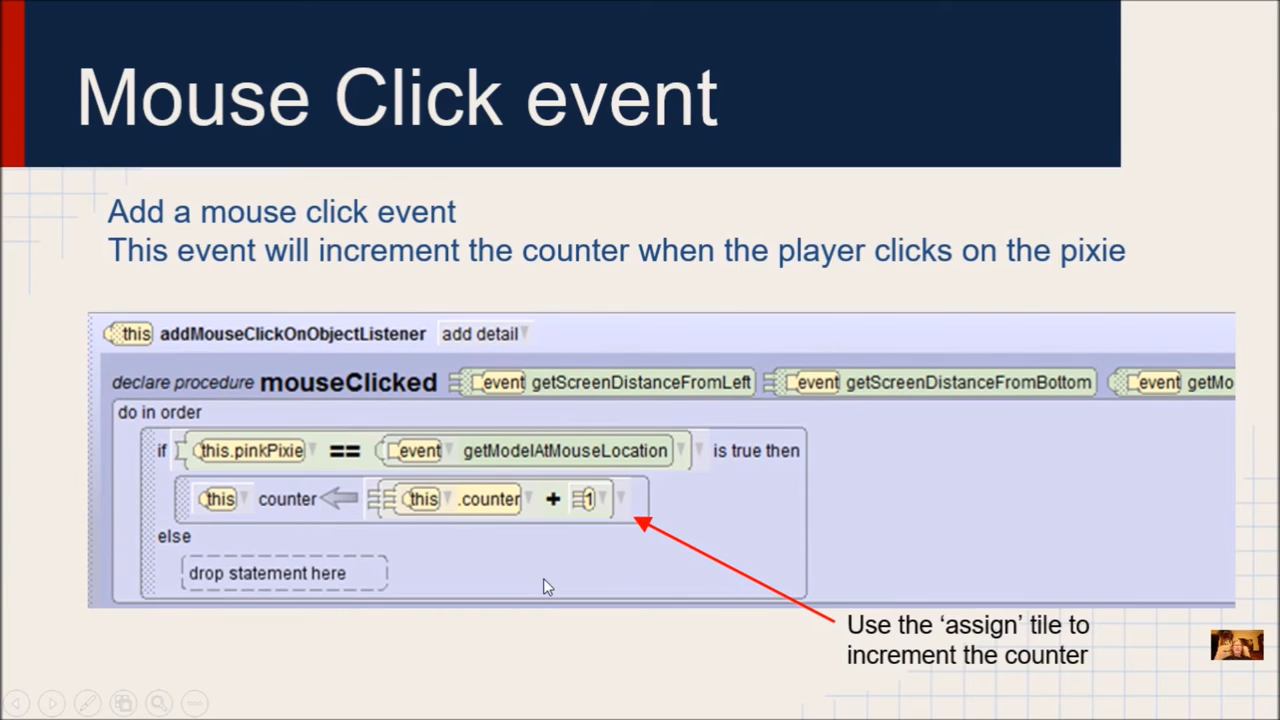 Mouse Click event
Add a mouse click event
This event will increment the counter when the player clicks on the pixie
this addMouseClickOnObjectListener add detail
declare procedure mouseClicked event getScreenDistanceFromLeft event getScreenDistanceFromBottom event getMo
do in order
if this.pinkPixie == event getModelAtMouseLocation is true then
this counter this .counter + 1
else
drop statement here
Use the ‘assign’ tile to
increment the counter